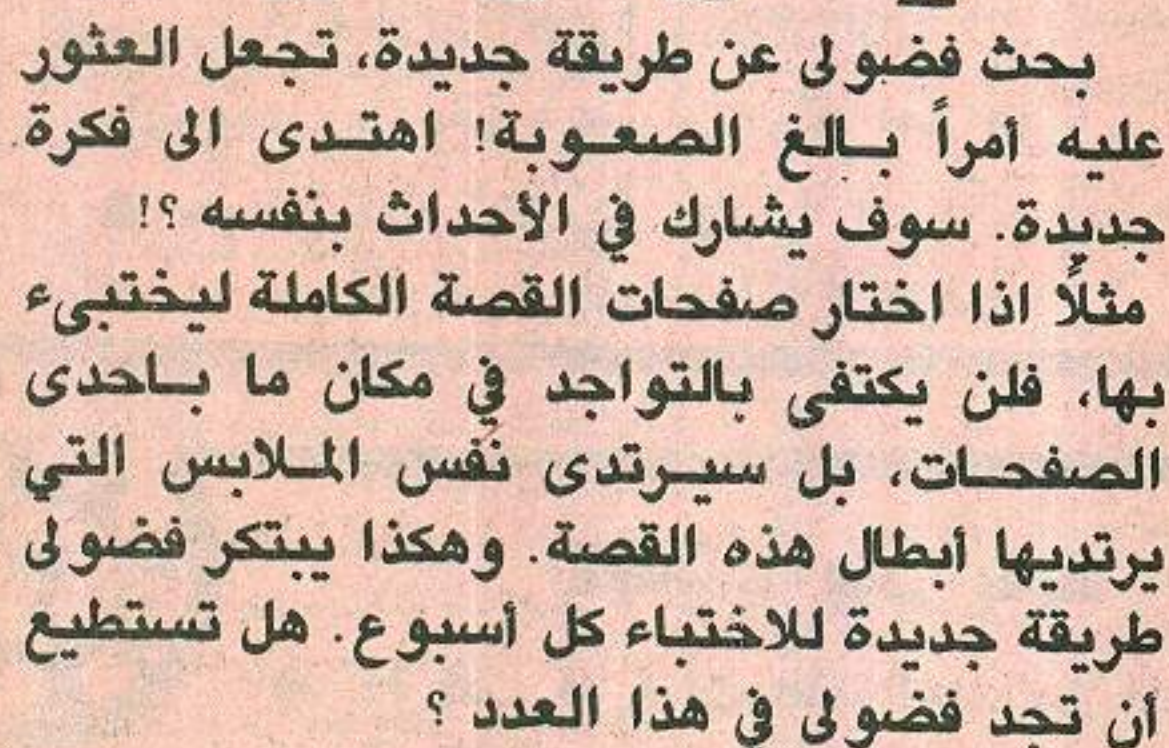 بحث فضولى عن طريقة جديدة، تجعل العثور
عليه أمراً بالغ الصعوبة! اهتدى الى فكرة
جديدة. سوف يشارك في الأحداث بنفسه ؟!
مثلاً اذا اختار صفحات القصة الكاملة ليختبىء
بها، فلن يكتفى بالتواجد في مكان ما باحدى
الصفحات، بل سيرتدى نفس الملابس التي
يرتديها أبطال هذه القصة. وهكذا يبتكر فضولى
طريقة جديدة للاختباء كل أسبوع. هل تستطيع
أن تجد فضولى في هذا العدد ؟